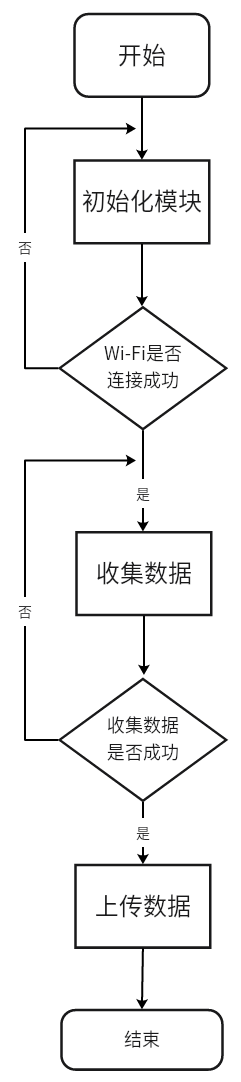 开始
初始化模块
否
Wi-Fi是否
连接成功
是
收集数据
否
收集数据
是否成功
是
上传数据
结束